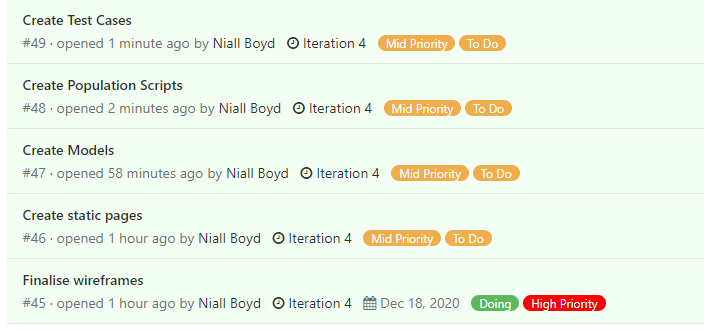 Create Test Cases
#49 · opened 1 minute ago by Niall Boyd Iteration 4 Mid Priority To Do
Create Population Scripts
#48 · opened 2 minutes ago by Niall Boyd Iteration 4 Mid Priority To Do
Create Models
#47 · opened 58 minutes ago by Niall Boyd Iteration 4 Mid Priority To Do
Create static pages
#46 · opened 1 hour ago by Niall Boyd Iteration 4 Mid Priority To Do
Finalise wireframes
#45 · opened 1 hour ago by Niall Boyd Iteration 4 Dec 18, 2020 Doing High Priority